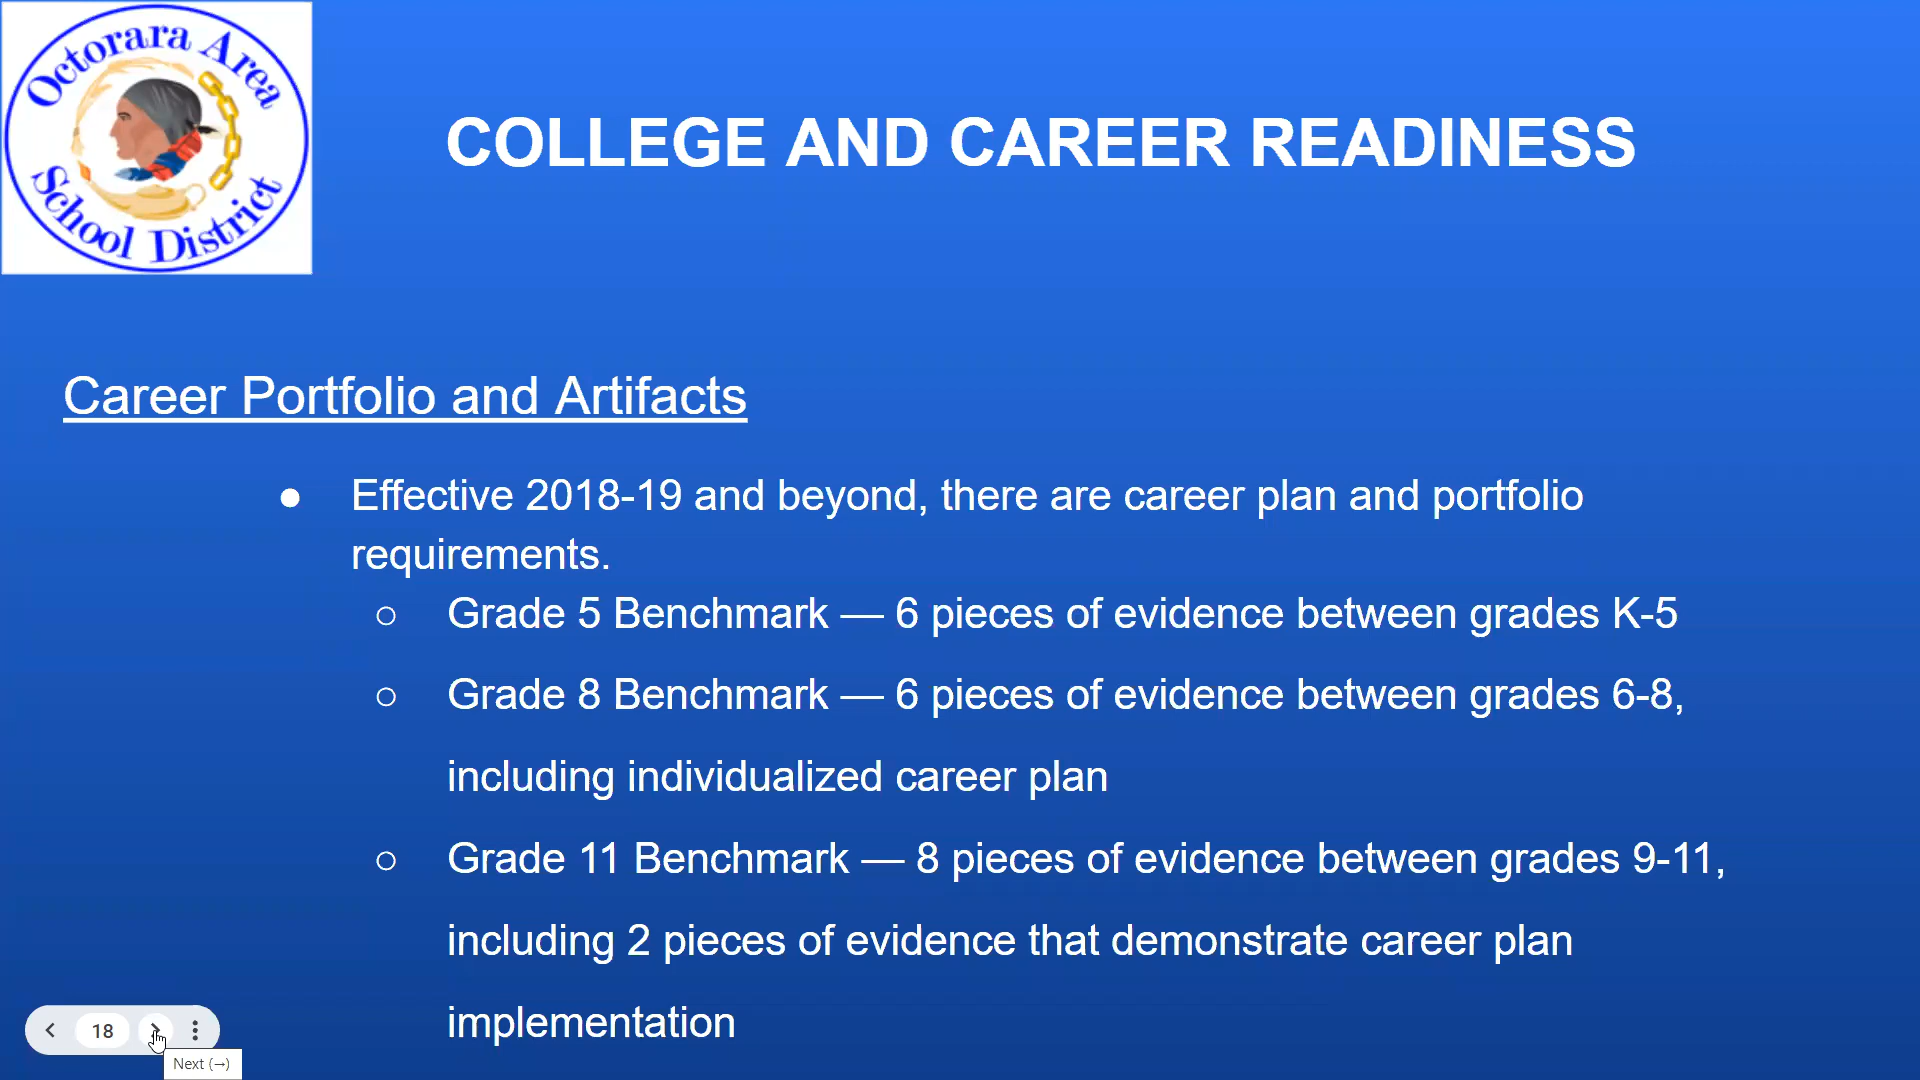 Octorara Area
School District
COLLEGE AND CAREER READINESS
Career Portfolio and Artifacts
● Effective 2018-19 and beyond, there are career plan and portfolio
requirements.
○ Grade 5 Benchmark — 6 pieces of evidence between grades K-5
○ Grade 8 Benchmark — 6 pieces of evidence between grades 6-8,
including individualized career plan
○ Grade 11 Benchmark — 8 pieces of evidence between grades 9-11,
including 2 pieces of evidence that demonstrate career plan
implementation
18
Next (→)